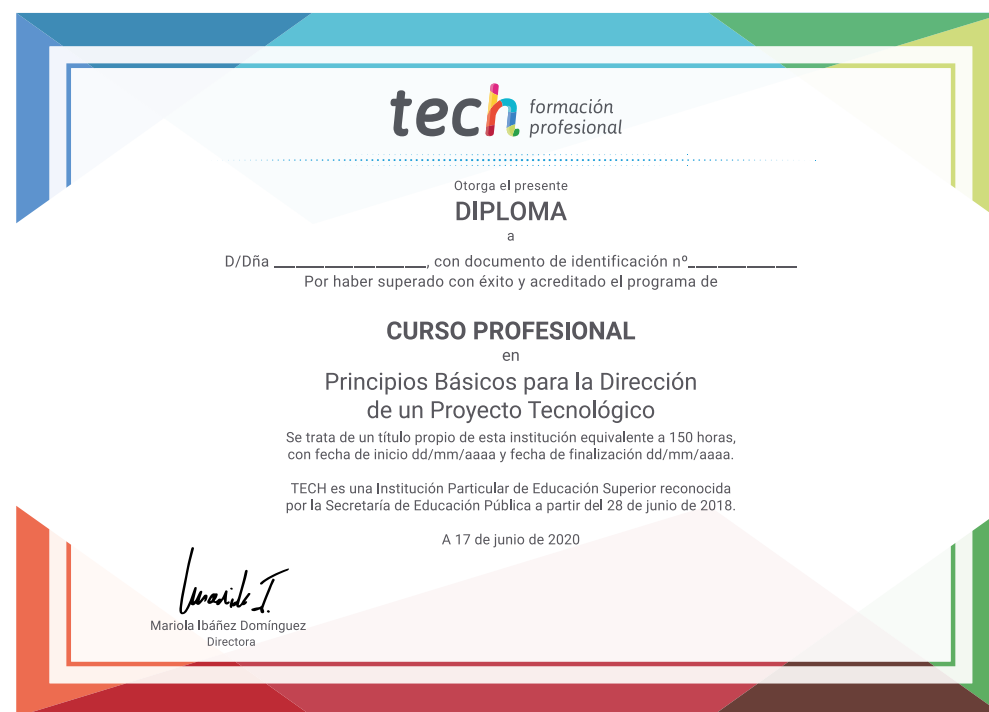 tech formación
profesional
Otorga el presente
DIPLOMA
a
D/Dña ______________, con documento de identificación nº__________
Por haber superado con éxito y acreditado el programa de
CURSO PROFESIONAL
en
Principios Básicos para la Dirección
de un Proyecto Tecnológico
Se trata de un título propio de esta institución equivalente a 150 horas,
con fecha de inicio dd/mm/aaaa y fecha de finalización dd/mm/aaaa.
TECH es una Institución Particular de Educación Superior reconocida
por la Secretaría de Educación Pública a partir del 28 de junio de 2018.
A 17 de junio de 2020
Mariola Ibáñez Domínguez
Directora